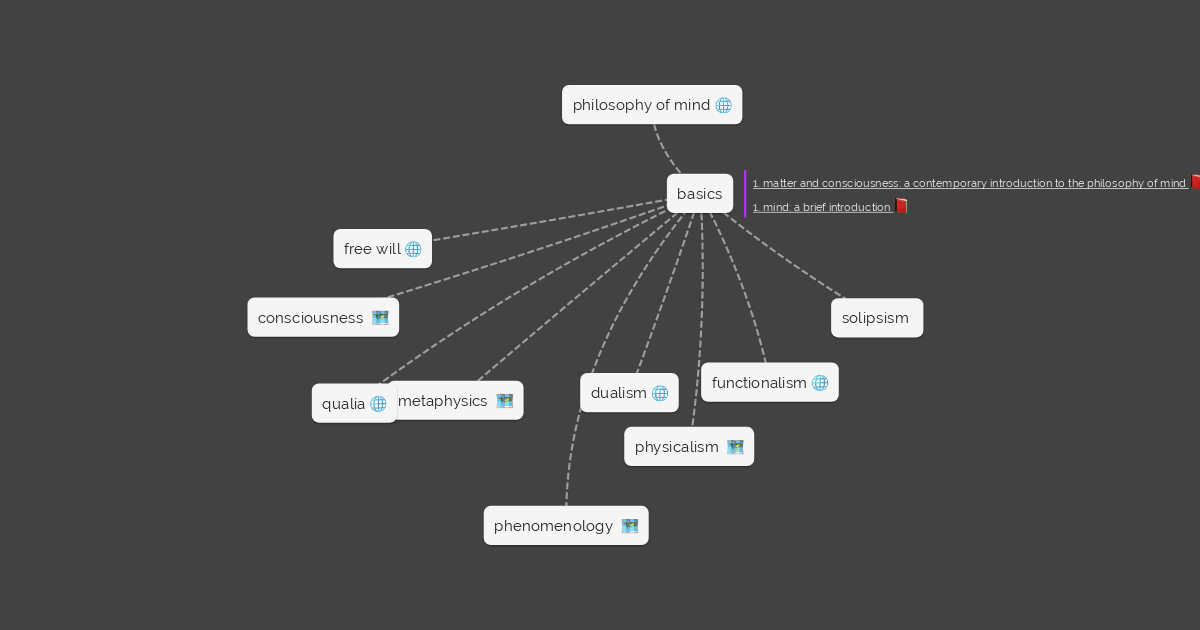 philosophy of mind
basics
1. matter and consciousness: a contemporary introduction to the philosophy of mind
1. mind: a brief introduction
free will
consciousness
solipsism
qualia
metaphysics
dualism
functionalism
physicalism
phenomenology